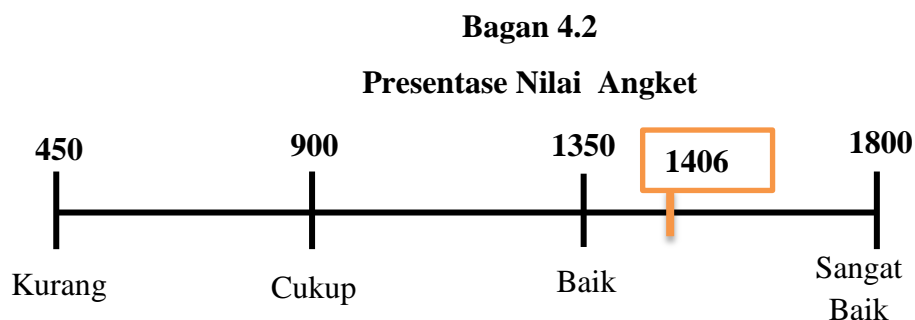 Bagan 4.2
Presentase Nilai Angket
450 900 1350 1406 1800
Kurang Cukup Baik Sangat
Baik